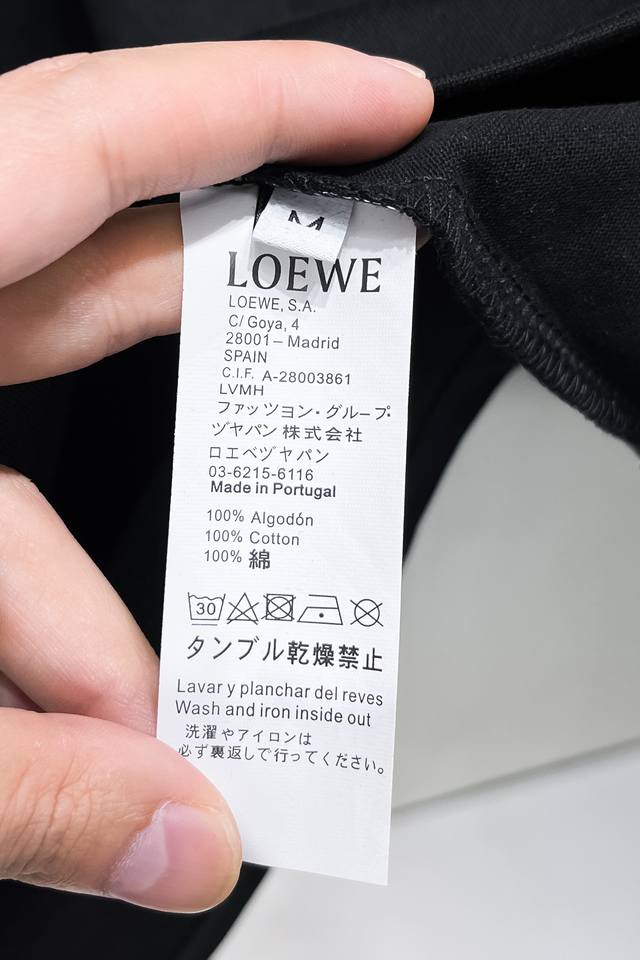 M
LOEWE
LOEWE, S.A.
C/ Goya, 4
28001 – Madrid
SPAIN
C.I.F. A-28003861
LVMH
ファッツヨン・グループ
ヅヤパン 株式会社
ロエベヅヤパン
03-6215-6116
Made in Portugal
100% Algodón
100% Cotton
100% 綿
30
タンブル乾燥禁止
Lavar y planchar del reves
Wash and iron inside out
洗濯やアイロンは
必ず裏返しで行ってください。